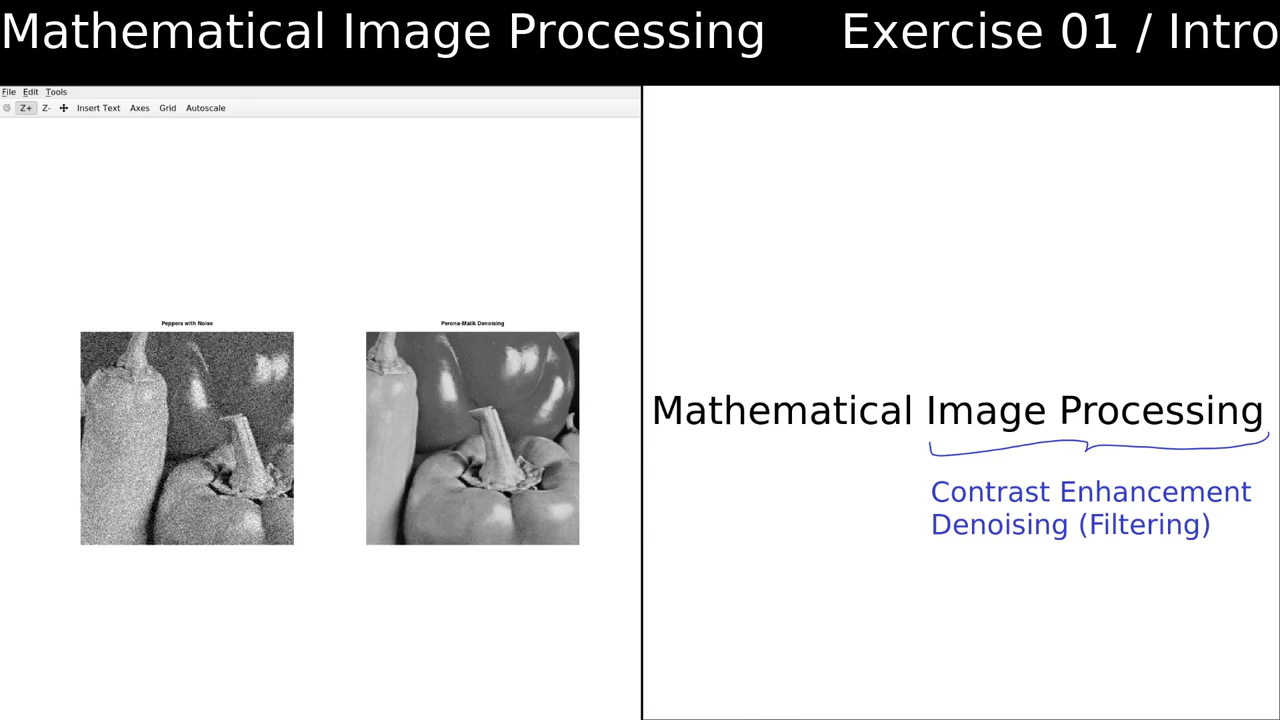 Mathematical Image Processing Exercise 01 / Intro
File Edit Tools
Z+ Z- Insert Text Axes Grid Autoscale
Peppers with Noise
Perona-Malik Denoising
Mathematical Image Processing
Contrast Enhancement
Denoising (Filtering)